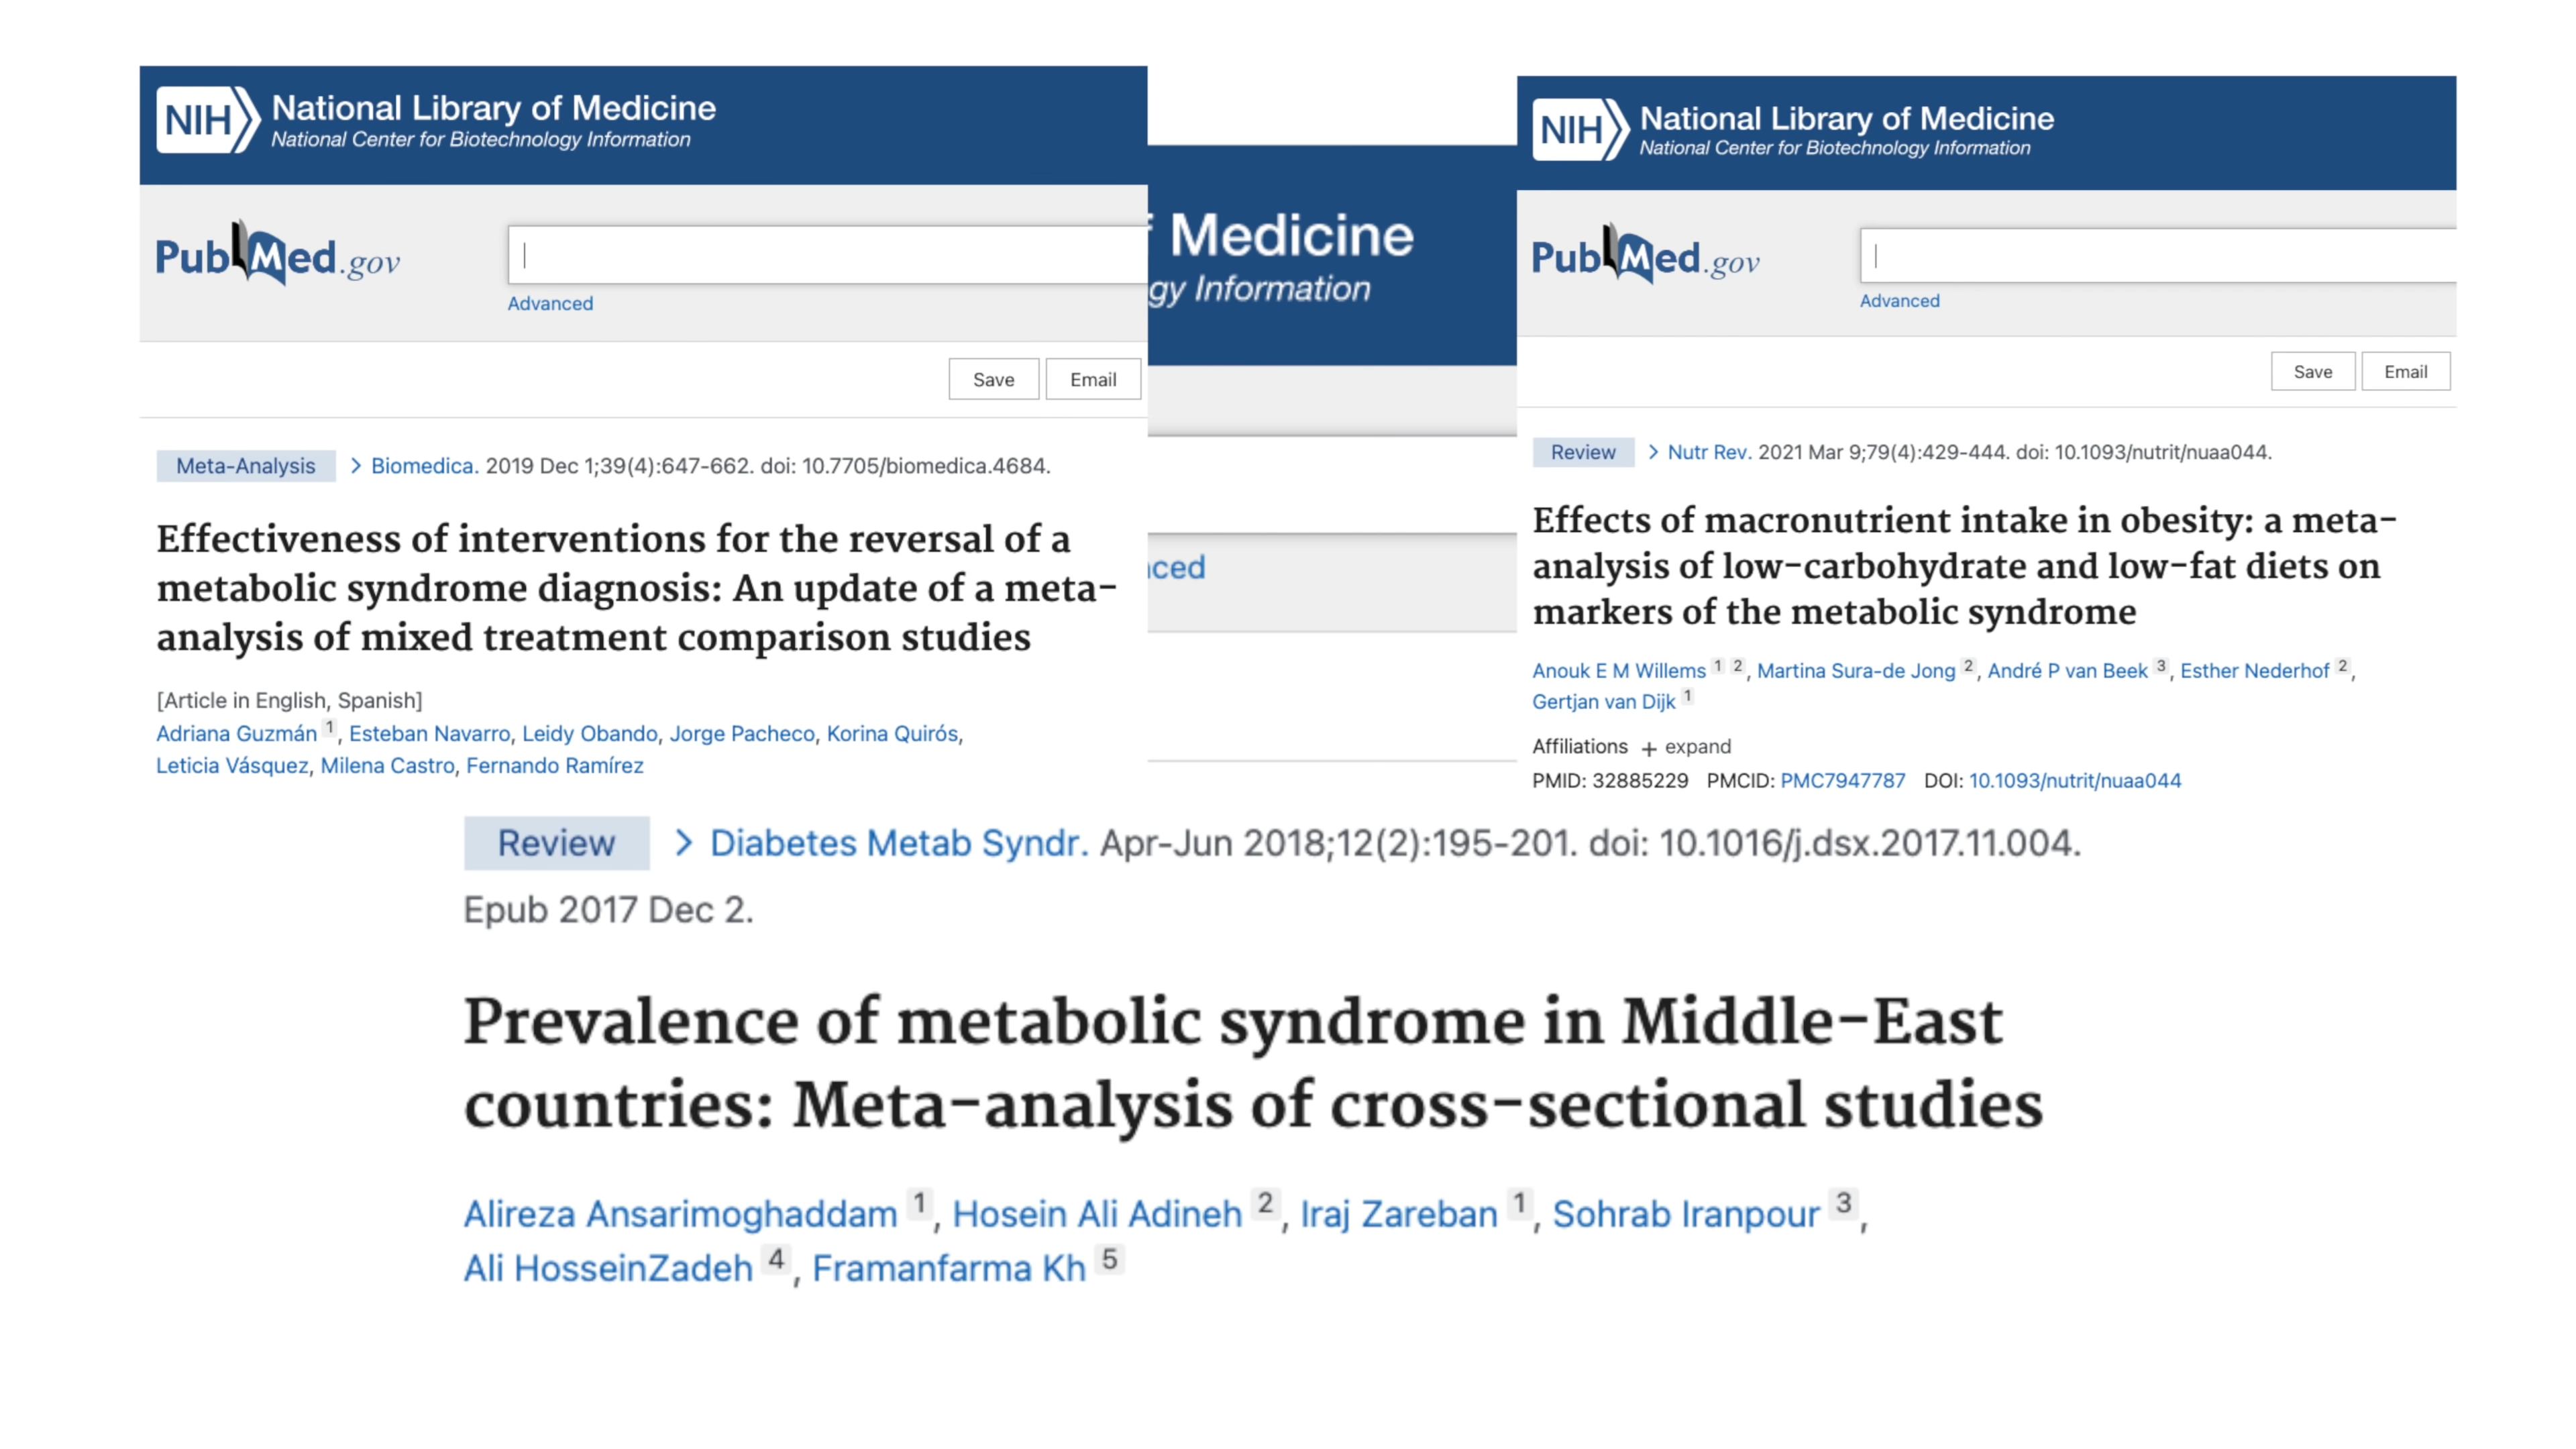 NIH National Library of Medicine
National Center for Biotechnology Information
PubMed.gov
Advanced
Save Email
Meta-Analysis > Biomedica. 2019 Dec 1;39(4):647-662. doi: 10.7705/biomedica.4684.
Effectiveness of interventions for the reversal of a
metabolic syndrome diagnosis: An update of a meta-
analysis of mixed treatment comparison studies
[Article in English, Spanish]
Adriana Guzmán 1, Esteban Navarro, Leidy Obando, Jorge Pacheco, Korina Quirós,
Leticia Vásquez, Milena Castro, Fernando Ramírez
Medicine
gy Information
ced
NIH National Library of Medicine
National Center for Biotechnology Information
PubMed.gov
Advanced
Save Email
Review > Nutr Rev. 2021 Mar 9;79(4):429-444. doi: 10.1093/nutrit/nuaa044.
Effects of macronutrient intake in obesity: a meta-
analysis of low-carbohydrate and low-fat diets on
markers of the metabolic syndrome
Anouk E M Willems 1 2, Martina Sura-de Jong 2, André P van Beek 3, Esther Nederhof 2,
Gertjan van Dijk 1
Affiliations + expand
PMID: 32885229 PMCID: PMC7947787 DOI: 10.1093/nutrit/nuaa044
Review > Diabetes Metab Syndr. Apr-Jun 2018;12(2):195-201. doi: 10.1016/j.dsx.2017.11.004.
Epub 2017 Dec 2.
Prevalence of metabolic syndrome in Middle-East
countries: Meta-analysis of cross-sectional studies
Alireza Ansarimoghaddam 1, Hosein Ali Adineh 2, Iraj Zareban 1, Sohrab Iranpour 3,
Ali HosseinZadeh 4, Framanfarma Kh 5